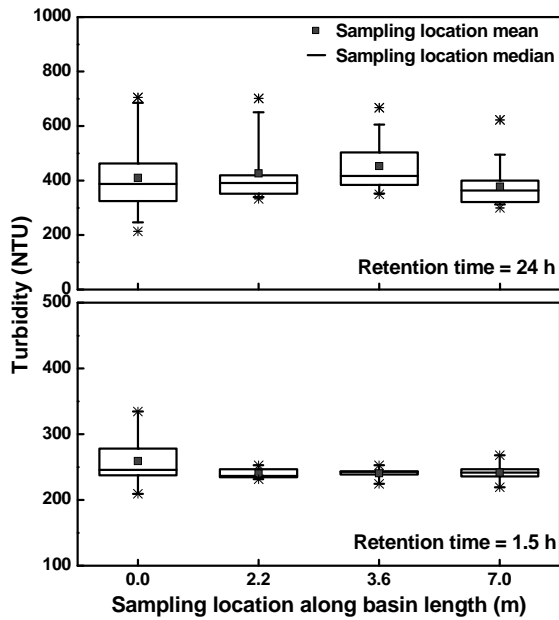 1000
Sampling location mean
Sampling location median
800
600
400
200
0
Retention time = 24 h
Turbidity (NTU)
500
400
300
200
100
Retention time = 1.5 h
0.0 2.2 3.6 7.0
Sampling location along basin length (m)